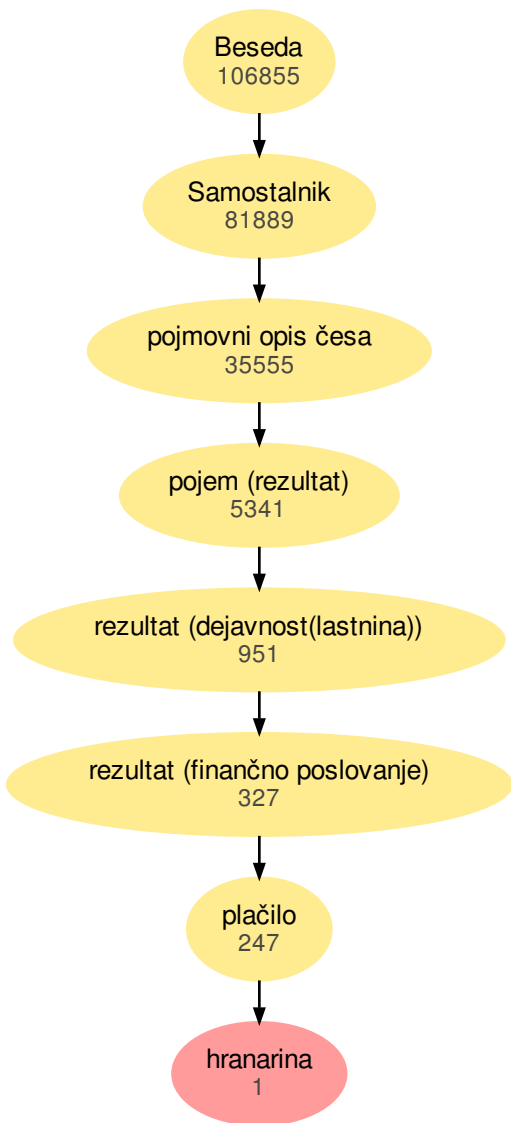 Beseda
106855
Samostalnik
81889
pojmovni opis česa
35555
pojem (rezultat)
5341
rezultat (dejavnost(lastnina))
951
rezultat (finančno poslovanje)
327
plačilo
247
hranarina
1